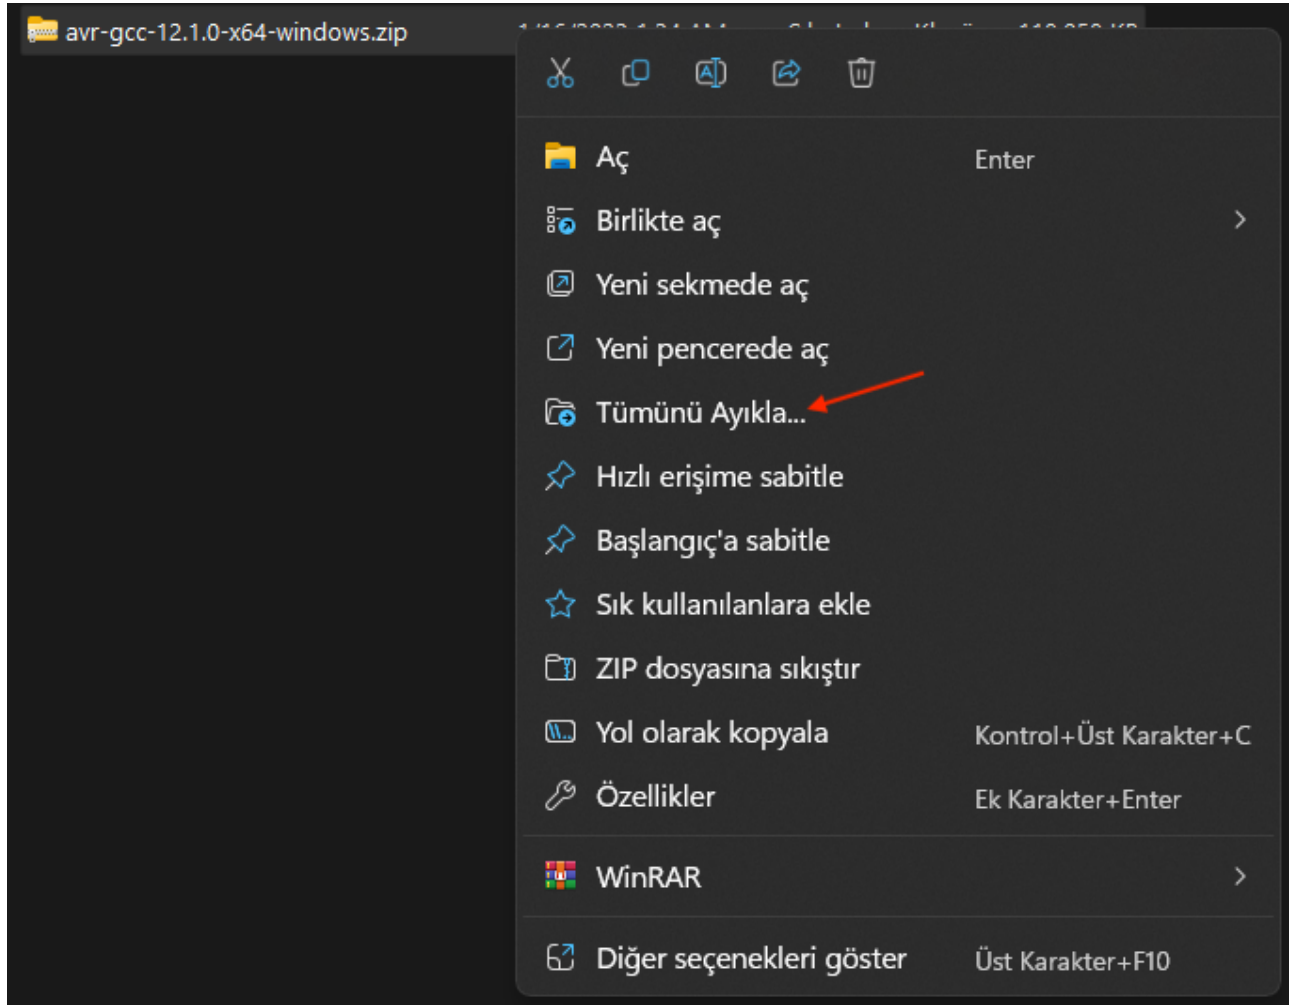 avr-gcc-12.1.0-x64-windows.zip
Aç Enter
Birlikte aç
Yeni sekmede aç
Yeni pencerede aç
Tümünü Ayıkla...
Hızlı erişime sabitle
Başlangıç'a sabitle
Sık kullanılanlara ekle
ZIP dosyasına sıkıştır
Yol olarak kopyala Kontrol+Üst Karakter+C
Özellikler Ek Karakter+Enter
WinRAR
Diğer seçenekleri göster Üst Karakter+F10